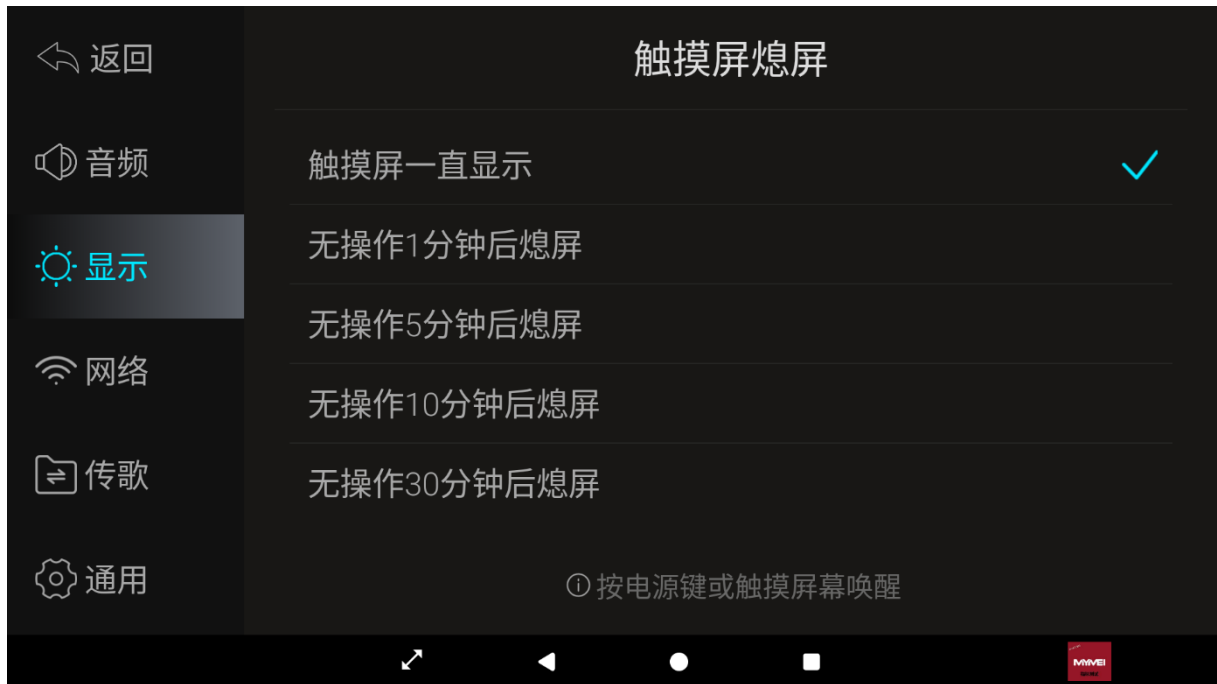 返回
触摸屏熄屏
音频
触摸屏一直显示
无操作1分钟后熄屏
显示
无操作5分钟后熄屏
网络
无操作10分钟后熄屏
传歌
无操作30分钟后熄屏
通用
按电源键或触摸屏幕唤醒
MYMEI